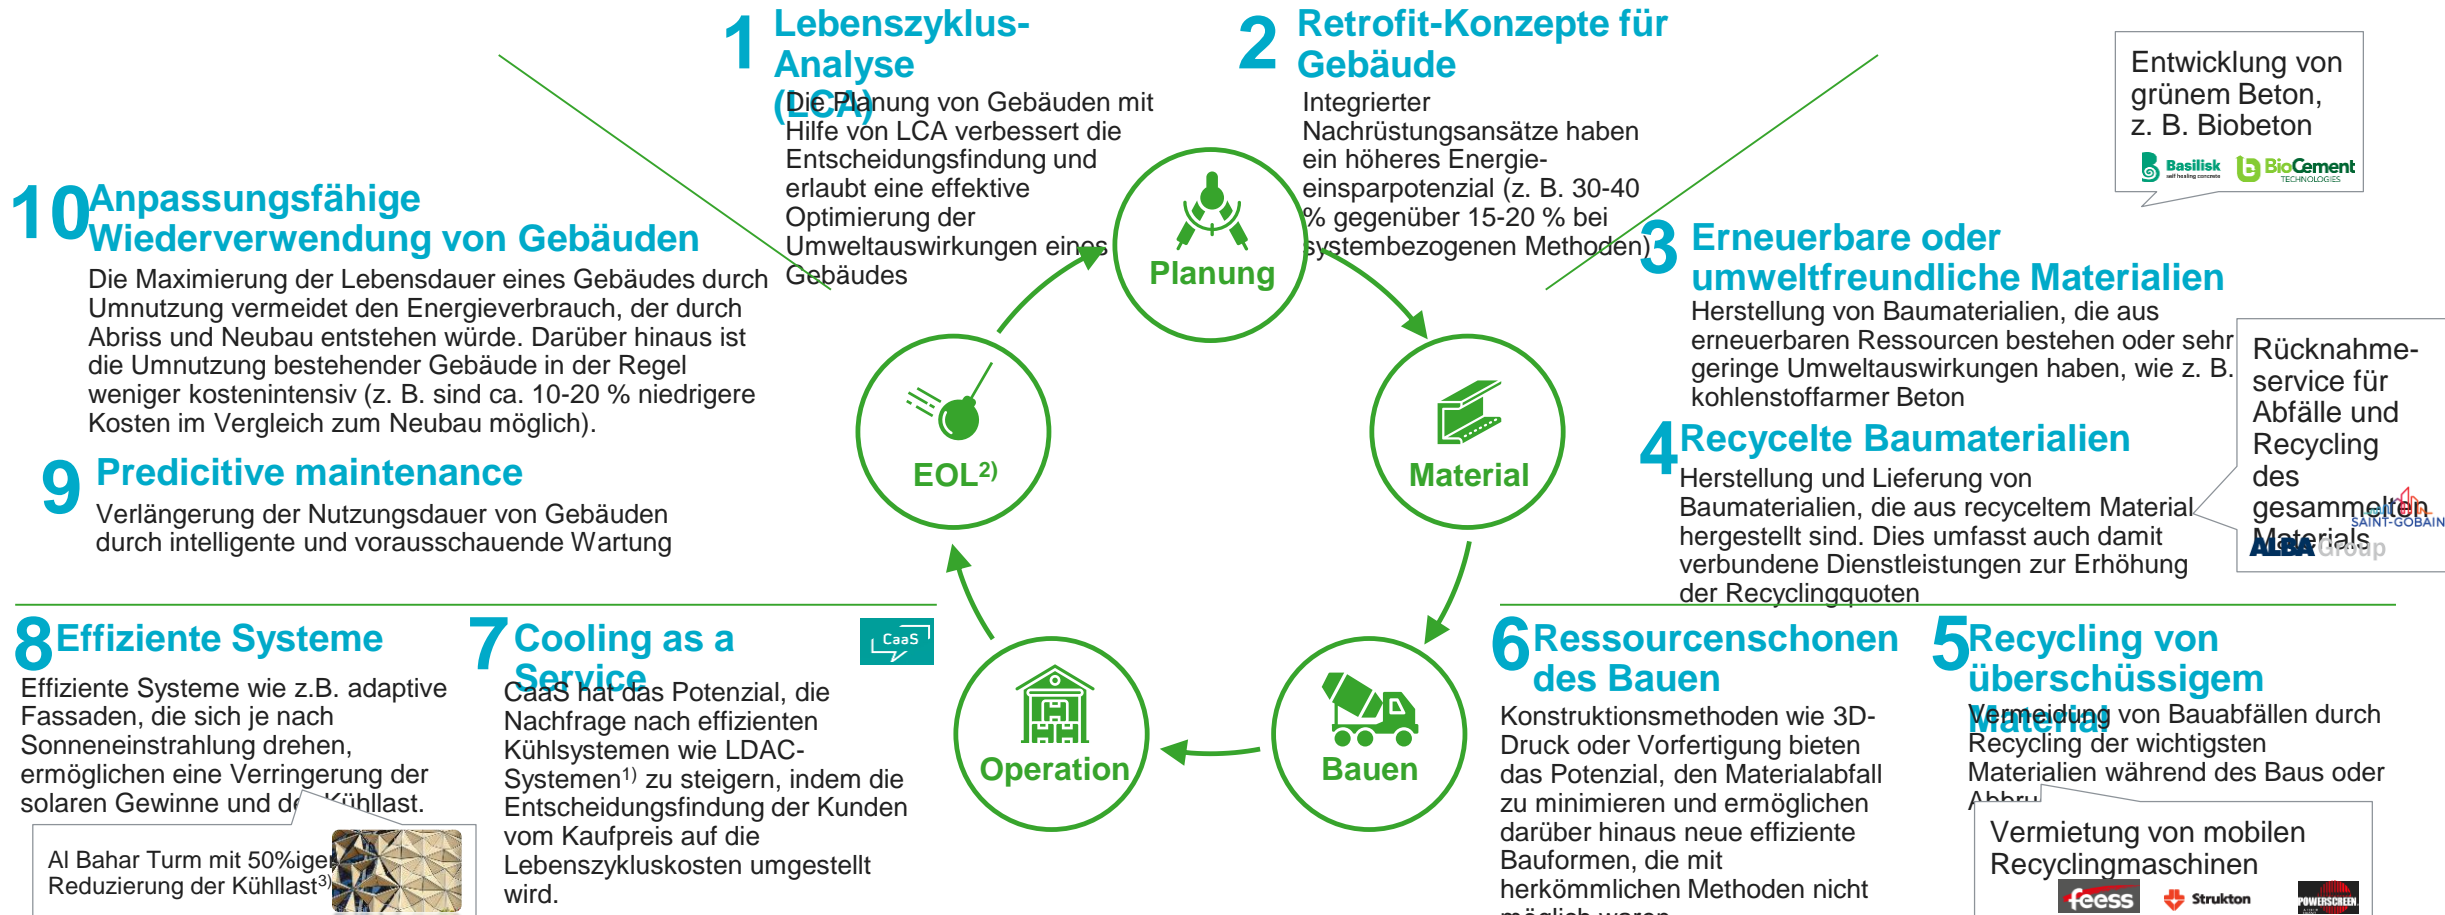 1
Lebenszyklus-
Analyse
(LCA)
Die Planung von Gebäuden mit
Hilfe von LCA verbessert die
Entscheidungsfindung und
erlaubt eine effektive
Optimierung der
Umweltauswirkungen eines
Gebäudes
2
Retrofit-Konzepte für
Gebäude
Integrierter
Nachrüstungsansätze haben
ein höheres Energie-
einsparpotenzial (z. B. 30-40
% gegenüber 15-20 % bei
systembezogenen Methoden)
Entwicklung von
grünem Beton,
z. B. Biobeton
Basilisk
self healing concrete
BioCement
TECHNOLOGIES
3
Erneuerbare oder
umweltfreundliche Materialien
Herstellung von Baumaterialien, die aus
erneuerbaren Ressourcen bestehen oder sehr
geringe Umweltauswirkungen haben, wie z. B.
kohlenstoffarmer Beton
4
Recycelte Baumaterialien
Herstellung und Lieferung von
Baumaterialien, die aus recyceltem Material
hergestellt sind. Dies umfasst auch damit
verbundene Dienstleistungen zur Erhöhung
der Recyclingquoten
Rücknahme-
service für
Abfälle und
Recycling
des
gesammelten
Materials
SAINT-GOBAIN
ALBA Group
10
Anpassungsfähige
Wiederverwendung von Gebäuden
Die Maximierung der Lebensdauer eines Gebäudes durch
Umnutzung vermeidet den Energieverbrauch, der durch
Abriss und Neubau entstehen würde. Darüber hinaus ist
die Umnutzung bestehender Gebäude in der Regel
weniger kostenintensiv (z. B. sind ca. 10-20 % niedrigere
Kosten im Vergleich zum Neubau möglich).
9
Predicitive maintenance
Verlängerung der Nutzungsdauer von Gebäuden
durch intelligente und vorausschauende Wartung
Planung
Material
EOL2)
Operation
Bauen
8
Effiziente Systeme
Effiziente Systeme wie z.B. adaptive
Fassaden, die sich je nach
Sonneneinstrahlung drehen,
ermöglichen eine Verringerung der
solaren Gewinne und der Kühllast.
Al Bahar Turm mit 50%iger
Reduzierung der Kühllast3)
7
Cooling as a
Service
CaaS
CaaS hat das Potenzial, die
Nachfrage nach effizienten
Kühlsystemen wie LDAC-
Systemen1) zu steigern, indem die
Entscheidungsfindung der Kunden
vom Kaufpreis auf die
Lebenszykluskosten umgestellt
wird.
6
Ressourcenschonen
des Bauen
Konstruktionsmethoden wie 3D-
Druck oder Vorfertigung bieten
das Potenzial, den Materialabfall
zu minimieren und ermöglichen
darüber hinaus neue effiziente
Bauformen, die mit
herkömmlichen Methoden nicht
möglich waren
5
Recycling von
überschüssigem
Material
Vermeidung von Bauabfällen durch
Recycling der wichtigsten
Materialien während des Baus oder
Vermietung von mobilen
Recyclingmaschinen
feess
Strukton
POWERSCREEN.